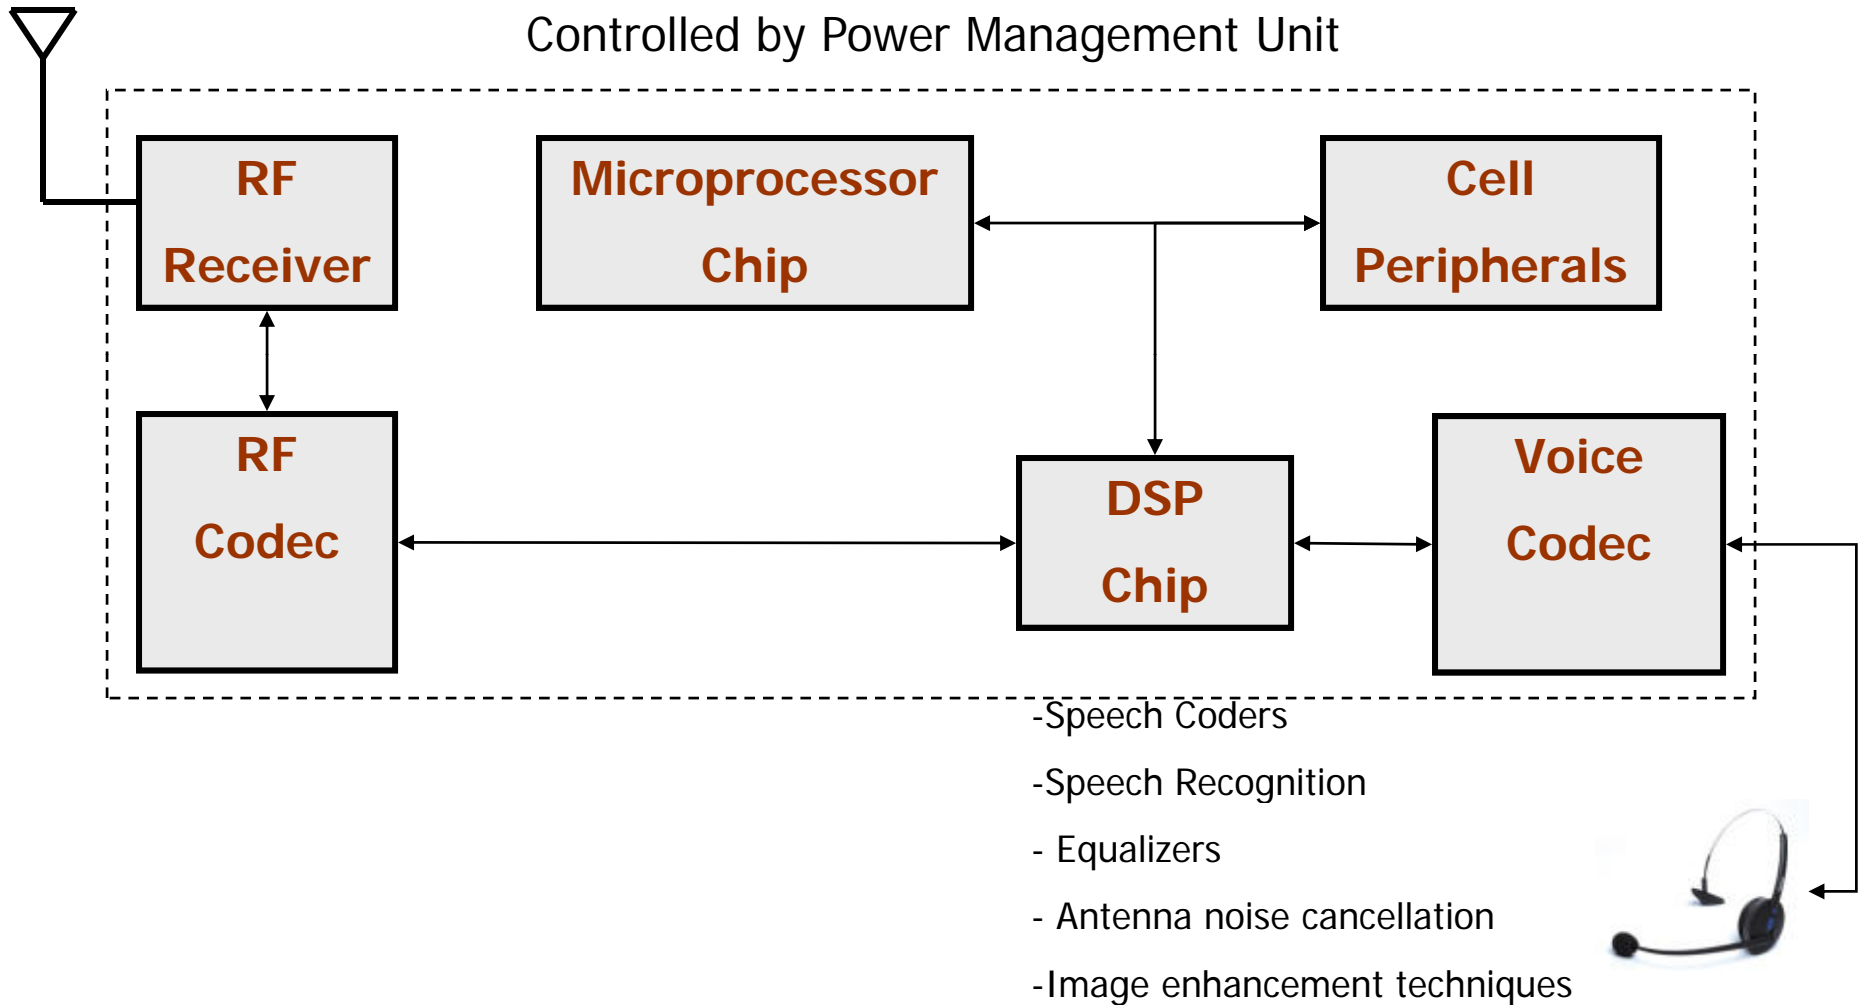 Controlled by Power Management Unit
RF
Receiver
Microprocessor
Chip
Cell
Peripherals
RF
Codec
DSP
Chip
Voice
Codec
-Speech Coders
-Speech Recognition
- Equalizers
- Antenna noise cancellation
-Image enhancement techniques